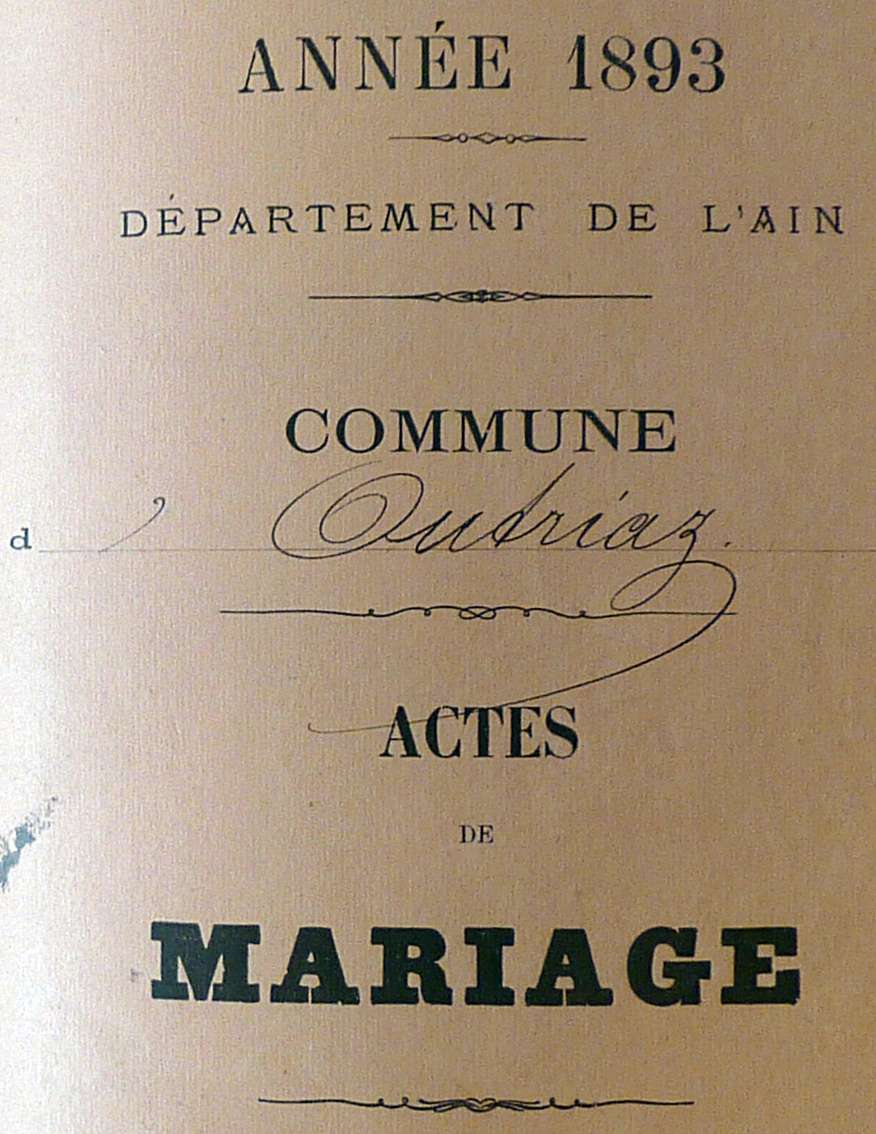 ANNÉE 1893
DÉPARTEMENT DE L'AIN
COMMUNE
d' Outriaz.
ACTES
DE
MARIAGE